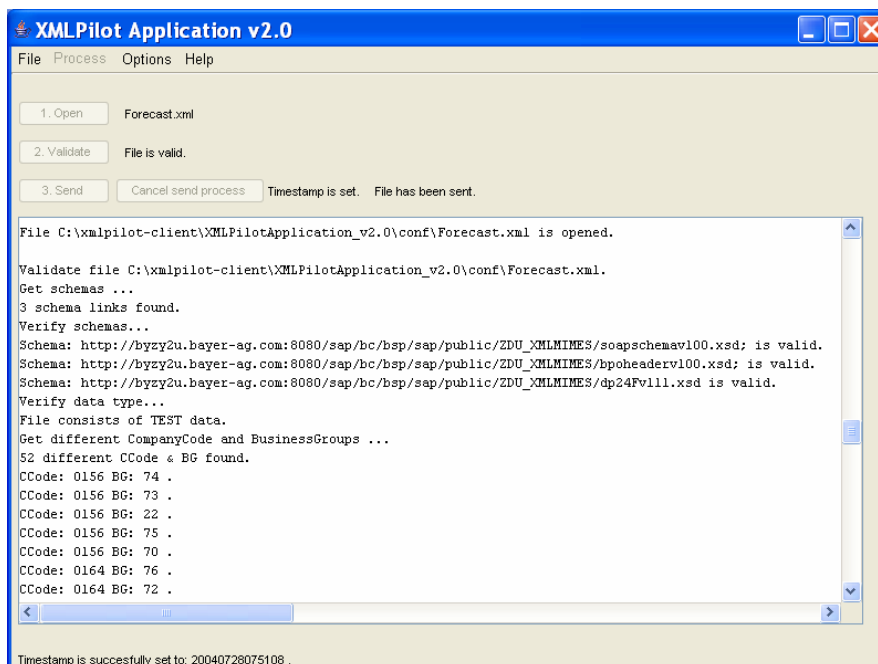 XMLPilot Application v2.0
File Process Options Help
1. Open Forecast.xml
2. Validate File is valid.
3. Send Cancel send process Timestamp is set. File has been sent.
File C:\xmlpilot-client\XMLPilotApplication_v2.0\conf\Forecast.xml is opened.
Validate file C:\xmlpilot-client\XMLPilotApplication_v2.0\conf\Forecast.xml.
Get schemas ...
3 schema links found.
Verify schemas...
Schema: http://byzy2u.bayer-ag.com:8080/sap/bc/bsp/sap/public/ZDU_XMLMIMES/soapschemav100.xsd; is valid.
Schema: http://byzy2u.bayer-ag.com:8080/sap/bc/bsp/sap/public/ZDU_XMLMIMES/bpoheaderv100.xsd; is valid.
Schema: http://byzy2u.bayer-ag.com:8080/sap/bc/bsp/sap/public/ZDU_XMLMIMES/dp24Fv111.xsd is valid.
Verify data type...
File consists of TEST data.
Get different CompanyCode and BusinessGroups ...
52 different CCode & BG found.
CCode: 0156 BG: 74 .
CCode: 0156 BG: 73 .
CCode: 0156 BG: 22 .
CCode: 0156 BG: 75 .
CCode: 0156 BG: 70 .
CCode: 0164 BG: 76 .
CCode: 0164 BG: 72 .
Timestamp is succesfully set to: 20040728075108 .